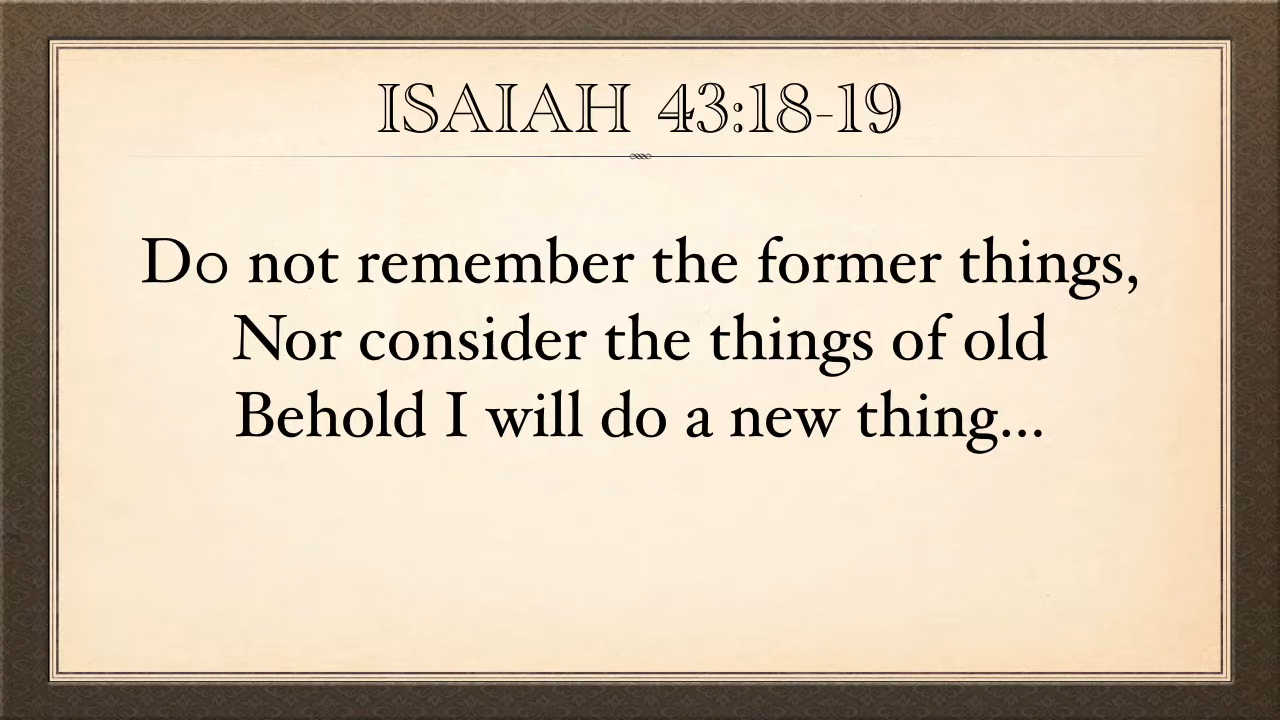 ISAIAH 43:18-19
Do not remember the former things,
Nor consider the things of old
Behold I will do a new thing...